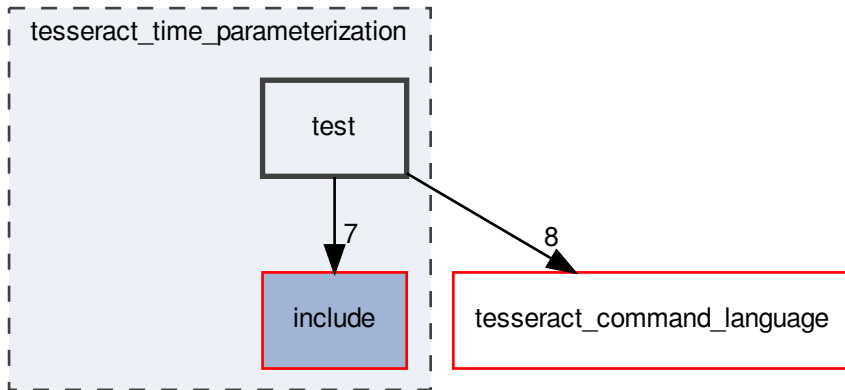 tesseract_time_parameterization
test
7
8
include
tesseract_command_language